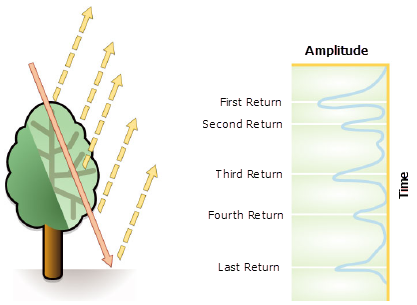 Amplitude
First Return
Second Return
Third Return
Fourth Return
Last Return
Time